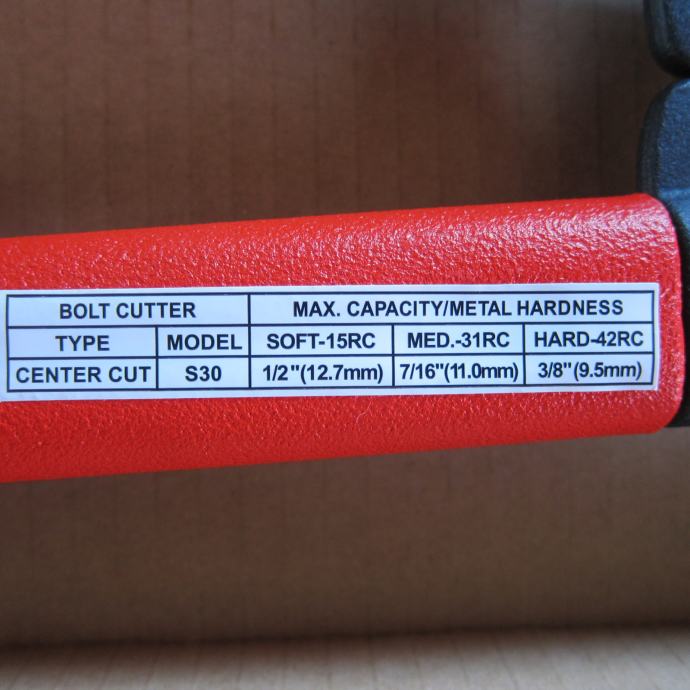 BOLT CUTTER MAX. CAPACITY/METAL HARDNESS
TYPE MODEL SOFT-15RC MED.-31RC HARD-42RC
CENTER CUT S30 1/2"(12.7mm) 7/16"(11.0mm) 3/8"(9.5mm)